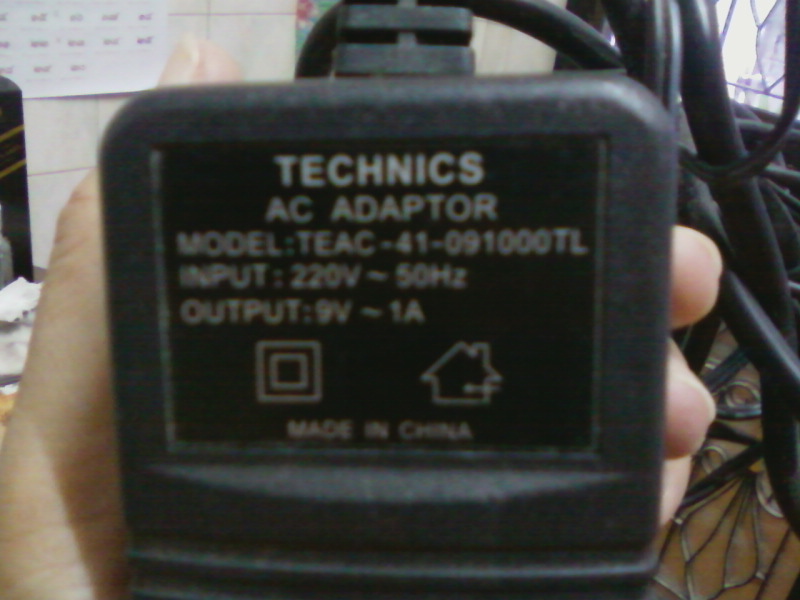 TECHNICS
AC ADAPTOR
MODEL:TEAC-41-091000TL
INPUT: 220V ~ 50Hz
OUTPUT:9V ~ 1A
MADE IN CHINA